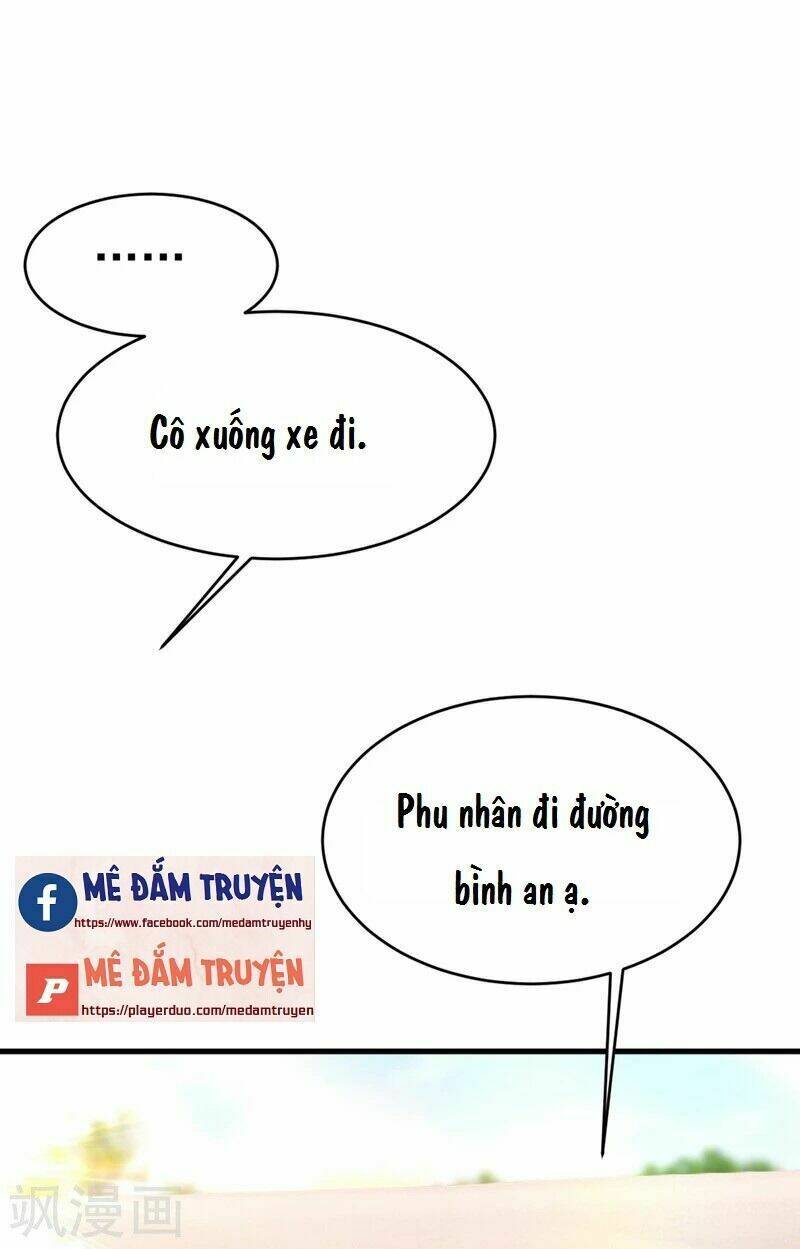 ......
Cô xuống xe đi.
Phu nhân đi đường
bình an ạ.
f MÊ ĐẮM TRUYỆN
https://www.facebook.com/medamtruyenhy
P MÊ ĐẮM TRUYỆN
https://playerduo.com/medamtruyen
飒漫画